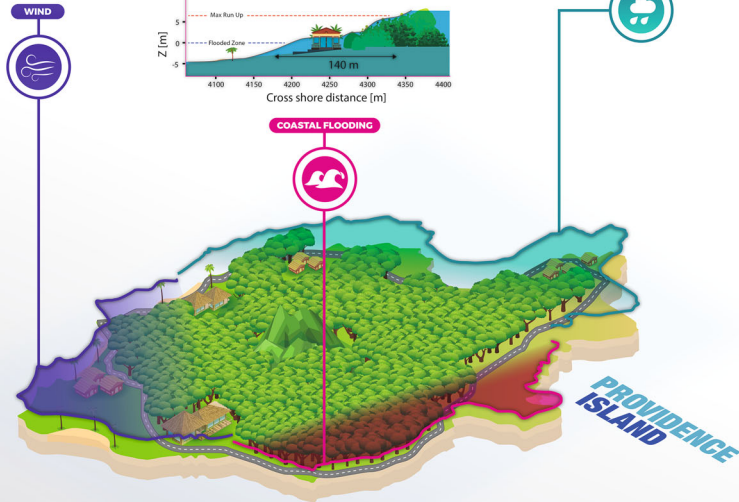 WIND
Z [m]
5
Max Run Up
0
Flooded Zone
-5
140 m
4100 4150 4200 4250 4300 4350 4400
Cross shore distance [m]
COASTAL FLOODING
PROVIDENCE
ISLAND